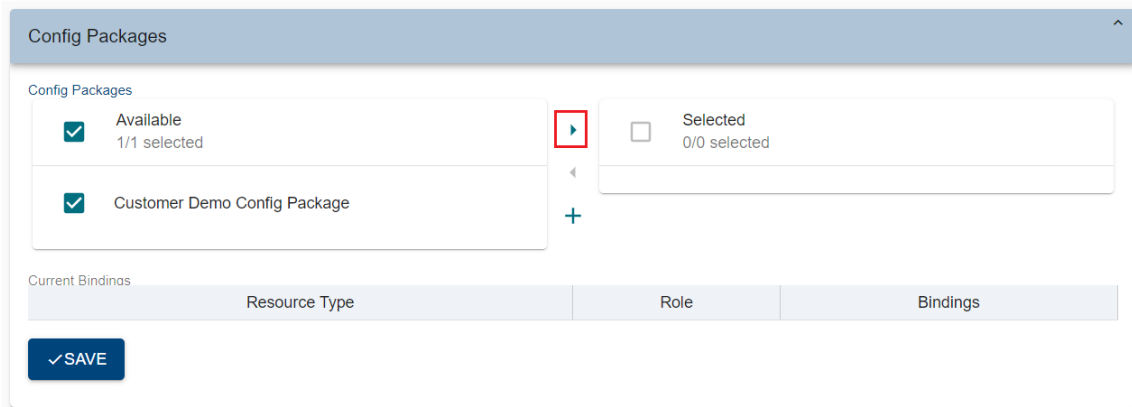 Config Packages
Config Packages
Available
1/1 selected
Customer Demo Config Package
Selected
0/0 selected
Current Bindings
Resource Type Role Bindings
SAVE